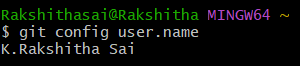 Rakshithasai@Rakshitha MINGW64 ~
$ git config user.name
K.Rakshitha Sai